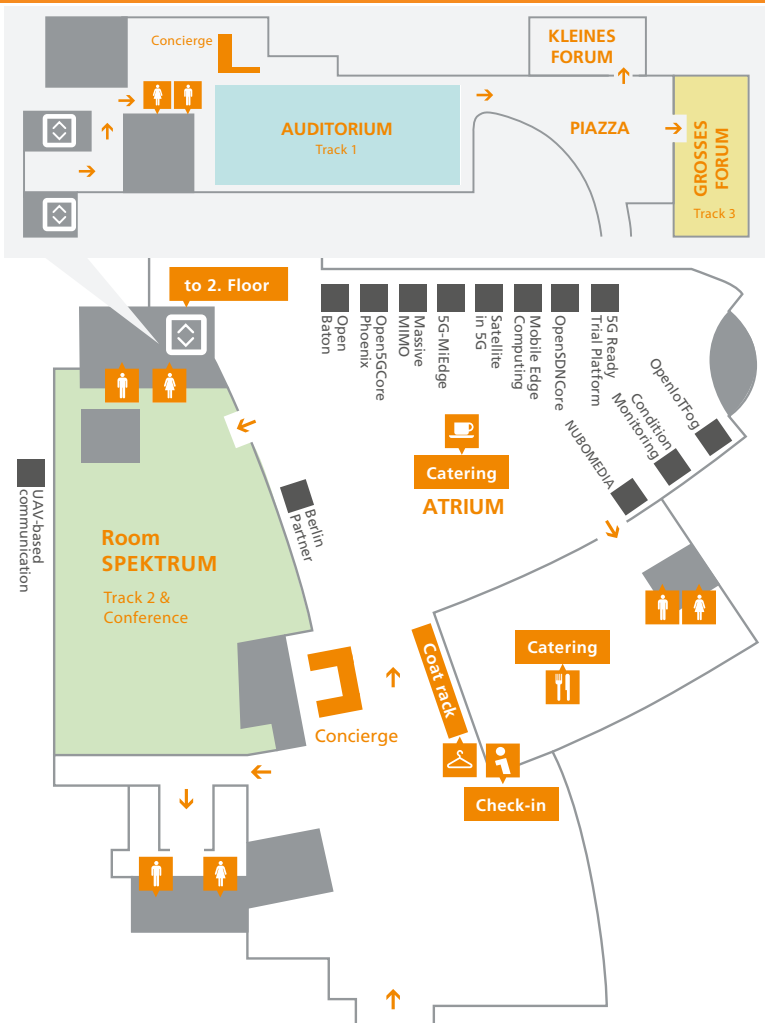 Concierge
KLEINES
FORUM
AUDITORIUM
Track 1
PIAZZA
GROSSES
FORUM
Track 3
to 2. Floor
Open
Baton
Open5GCore
Phoenix
Massive
MIMO
5G-MiEdge
Satellite
in 5G
Mobile Edge
Computing
OpenSDNCore
5G Ready
Trial Platform
OpenIoTFog
Condition
Monitoring
NUBOMEDIA
Catering
ATRIUM
UAV-based
communication
Berlin
Partner
Room
SPEKTRUM
Track 2 &
Conference
Catering
Coat rack
Concierge
Check-in